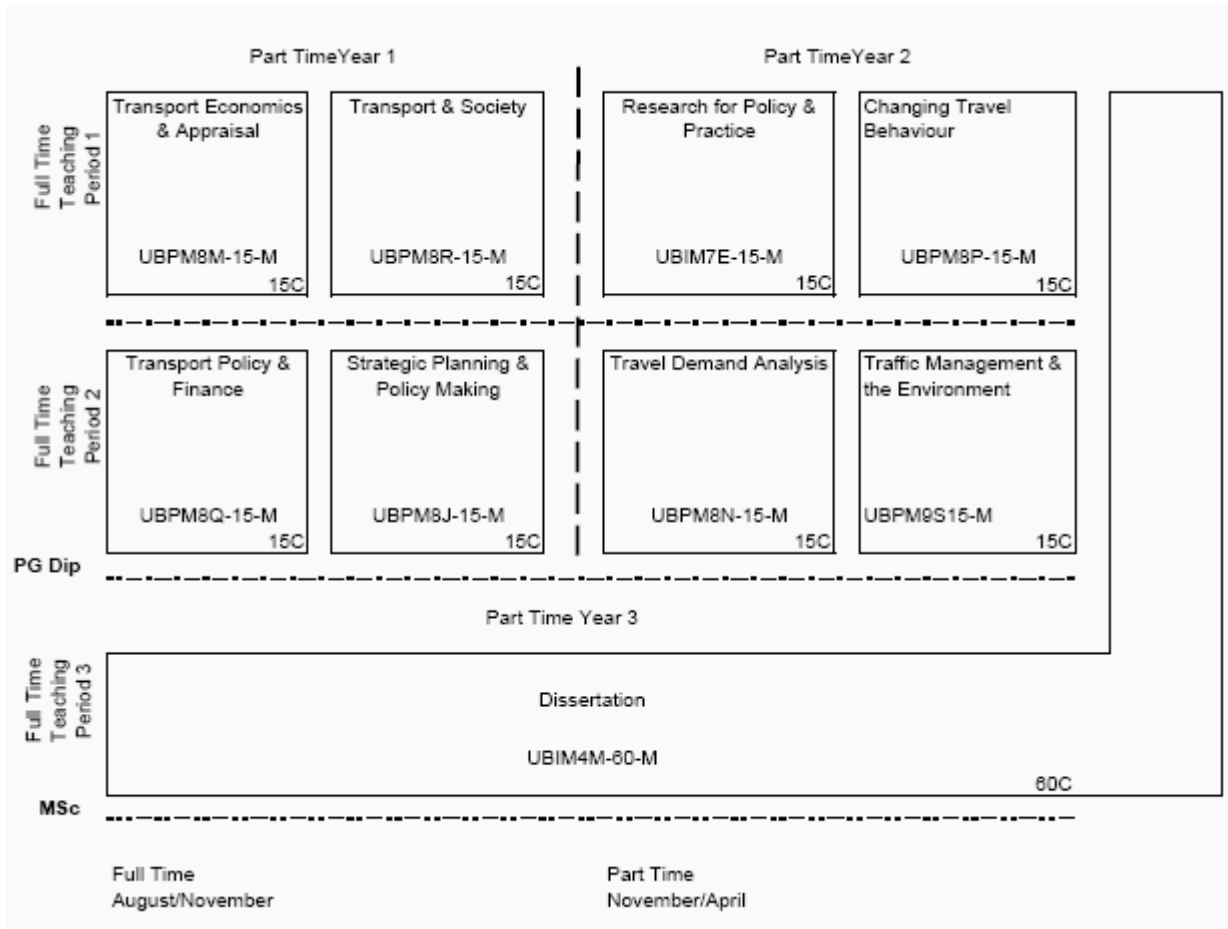 Part TimeYear 1
Part TimeYear 2
Full Time
Teaching
Period 1
Transport Economics
& Appraisal
UBPM8M-15-M
15C
Transport & Society
UBPM8R-15-M
15C
Research for Policy &
Practice
UBIM7E-15-M
15C
Changing Travel
Behaviour
UBPM8P-15-M
15C
Full Time
Teaching
Period 2
Transport Policy &
Finance
UBPM8Q-15-M
15C
Strategic Planning &
Policy Making
UBPM8J-15-M
15C
Travel Demand Analysis
UBPM8N-15-M
15C
Traffic Management &
the Environment
UBPM9S15-M
15C
PG Dip
Part Time Year 3
Full Time
Teaching
Period 3
Dissertation
UBIM4M-60-M
60C
MSc
Full Time
August/November
Part Time
November/April